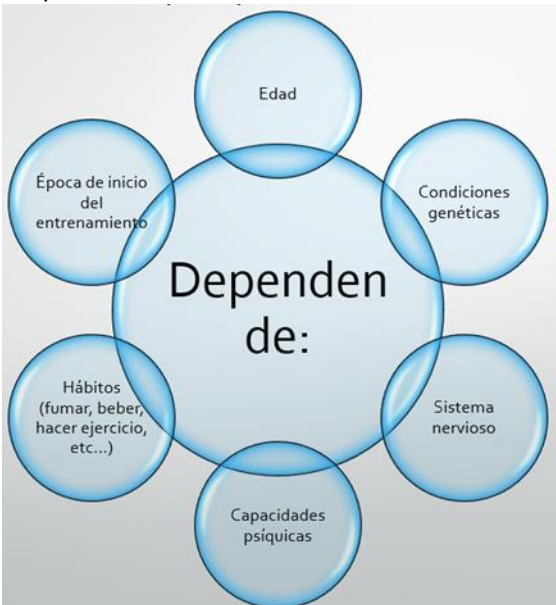 Edad
Condiciones
genéticas
Sistema
nervioso
Capacidades
psíquicas
Hábitos
(fumar, beber,
hacer ejercicio,
etc...)
Época de inicio
del
entrenamiento
Dependen
de: